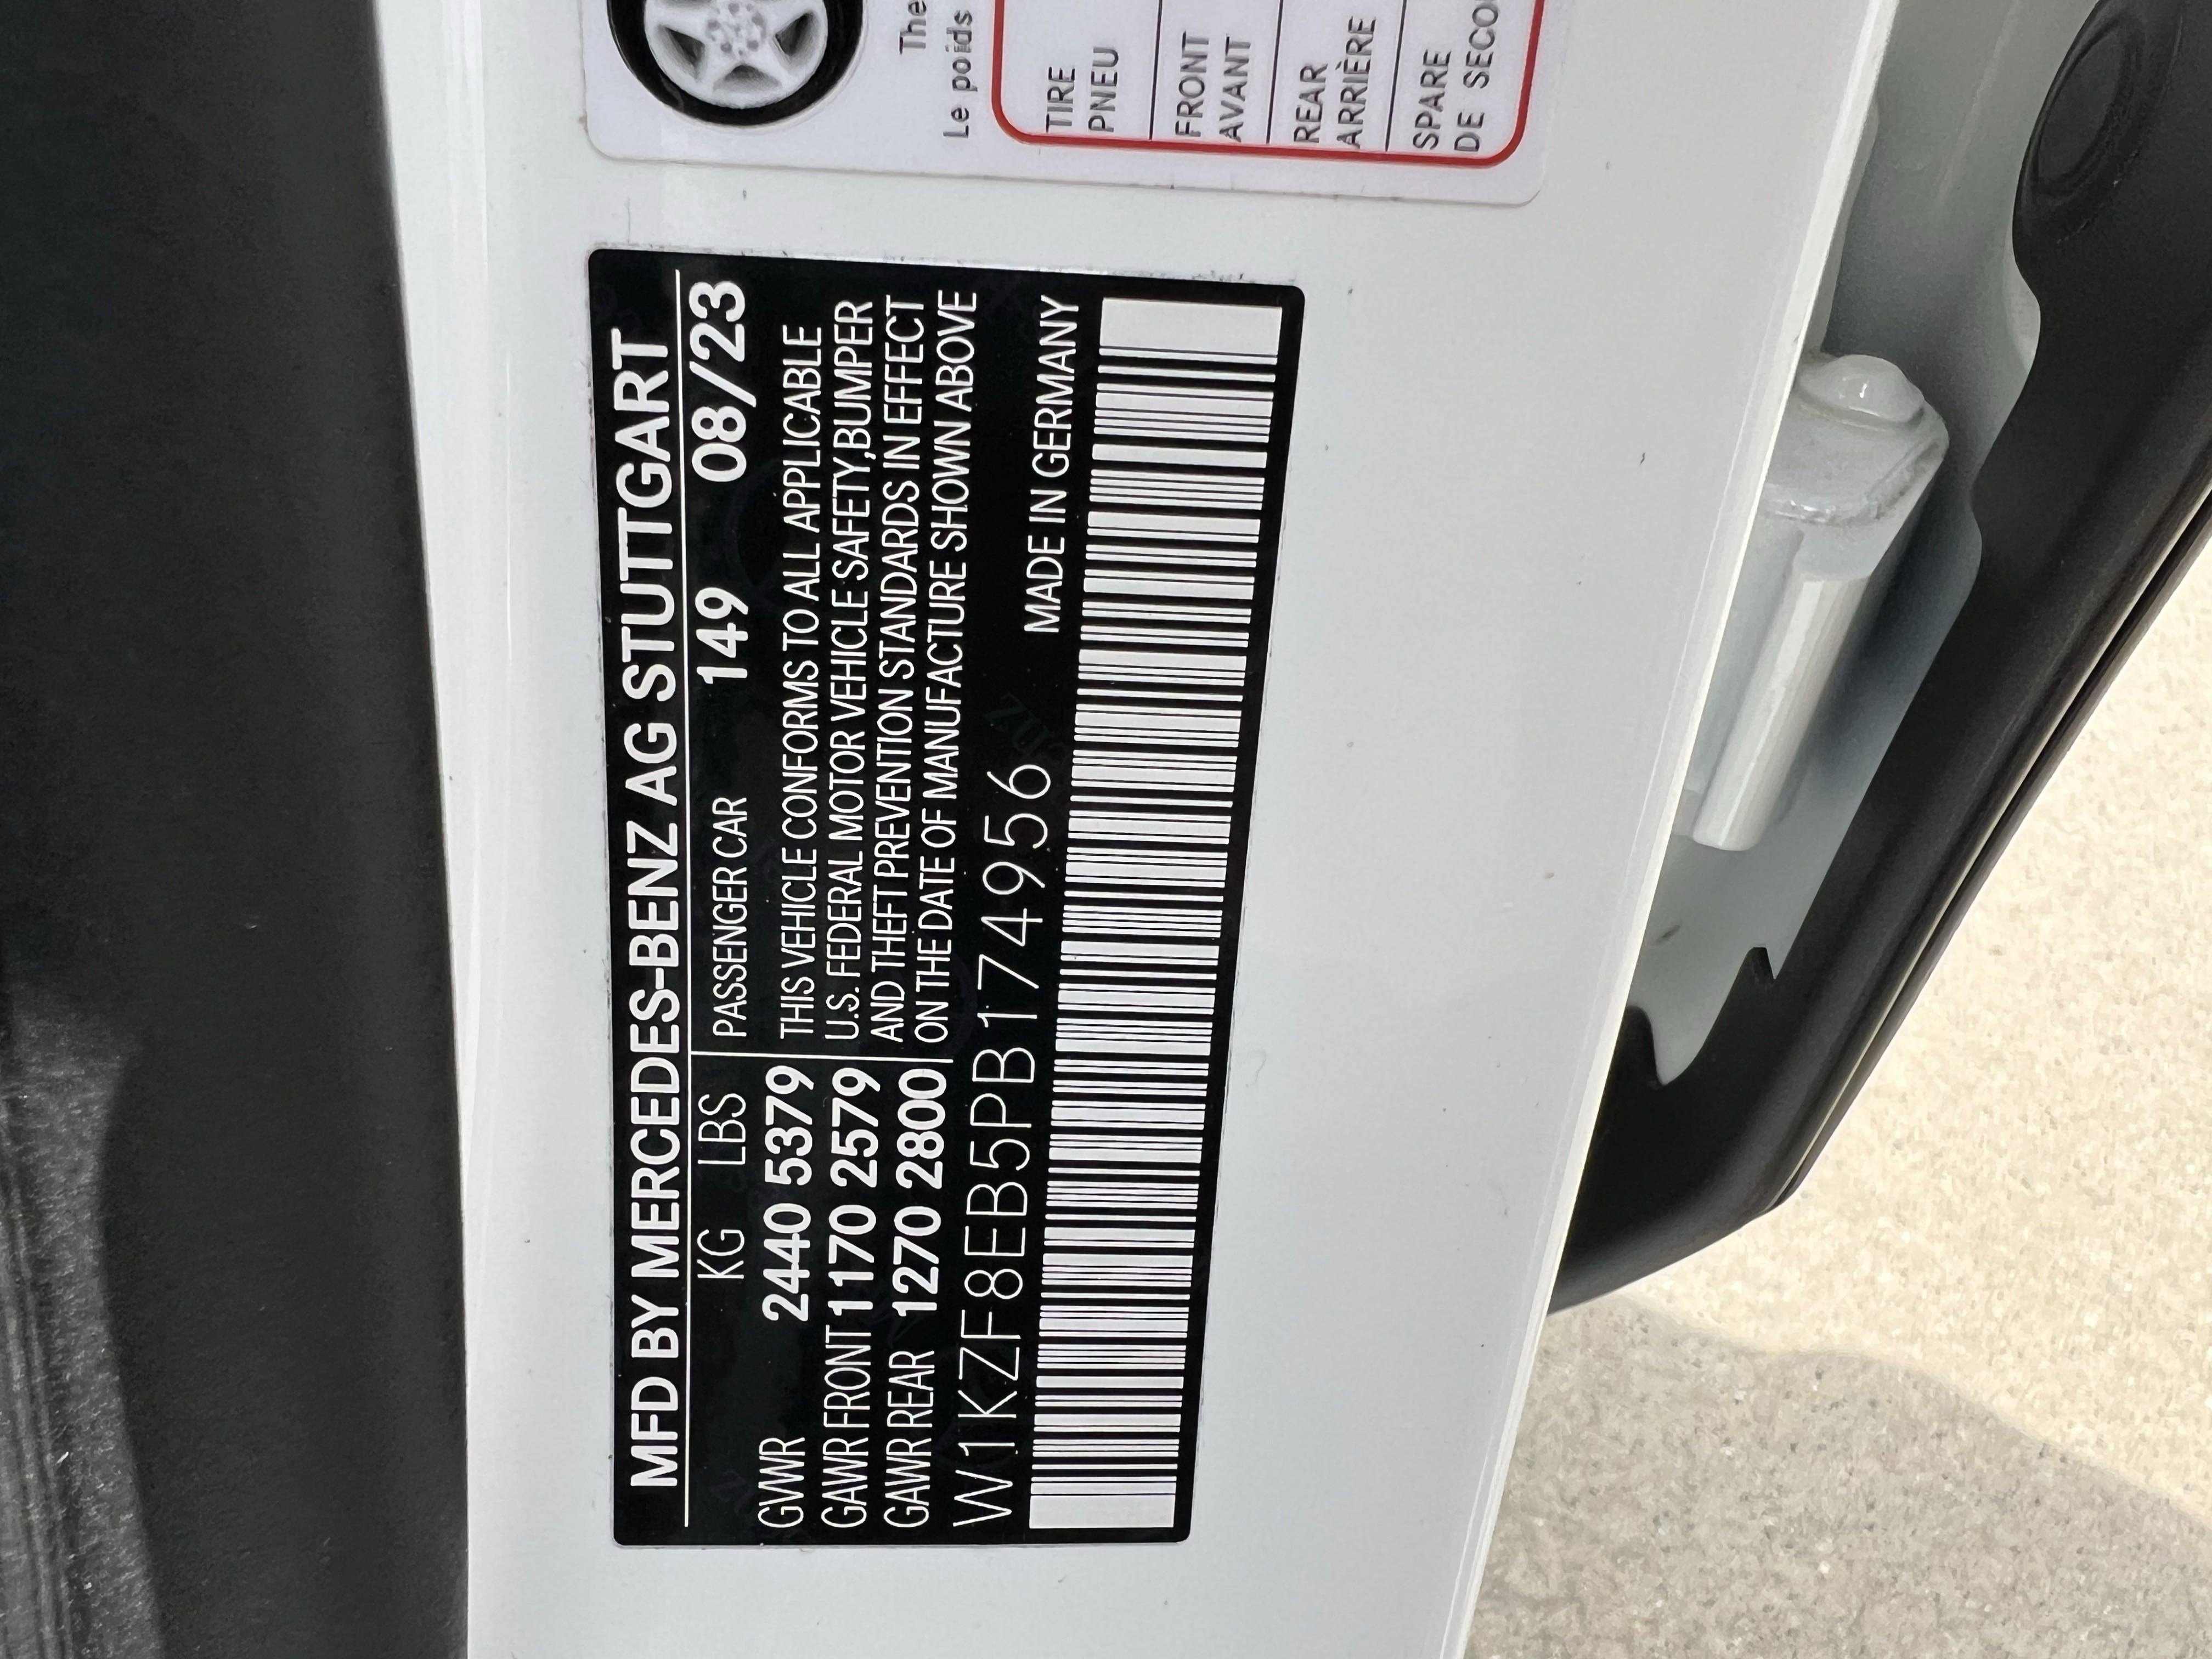 The
Le poids
TIRE
PNEU
FRONT
AVANT
REAR
ARRIÈRE
SPARE
DE SECO
MFD BY MERCEDES-BENZ AG STUTTGART
KG LBS PASSENGER CAR 149 08/23
GVWR 2440 5379 THIS VEHICLE CONFORMS TO ALL APPLICABLE
GAWR FRONT 1170 2579 U.S. FEDERAL MOTOR VEHICLE SAFETY,BUMPER
GAWR REAR 1270 2800 AND THEFT PREVENTION STANDARDS IN EFFECT
ON THE DATE OF MANUFACTURE SHOWN ABOVE
W1KZF8EB5PB174956 MADE IN GERMANY